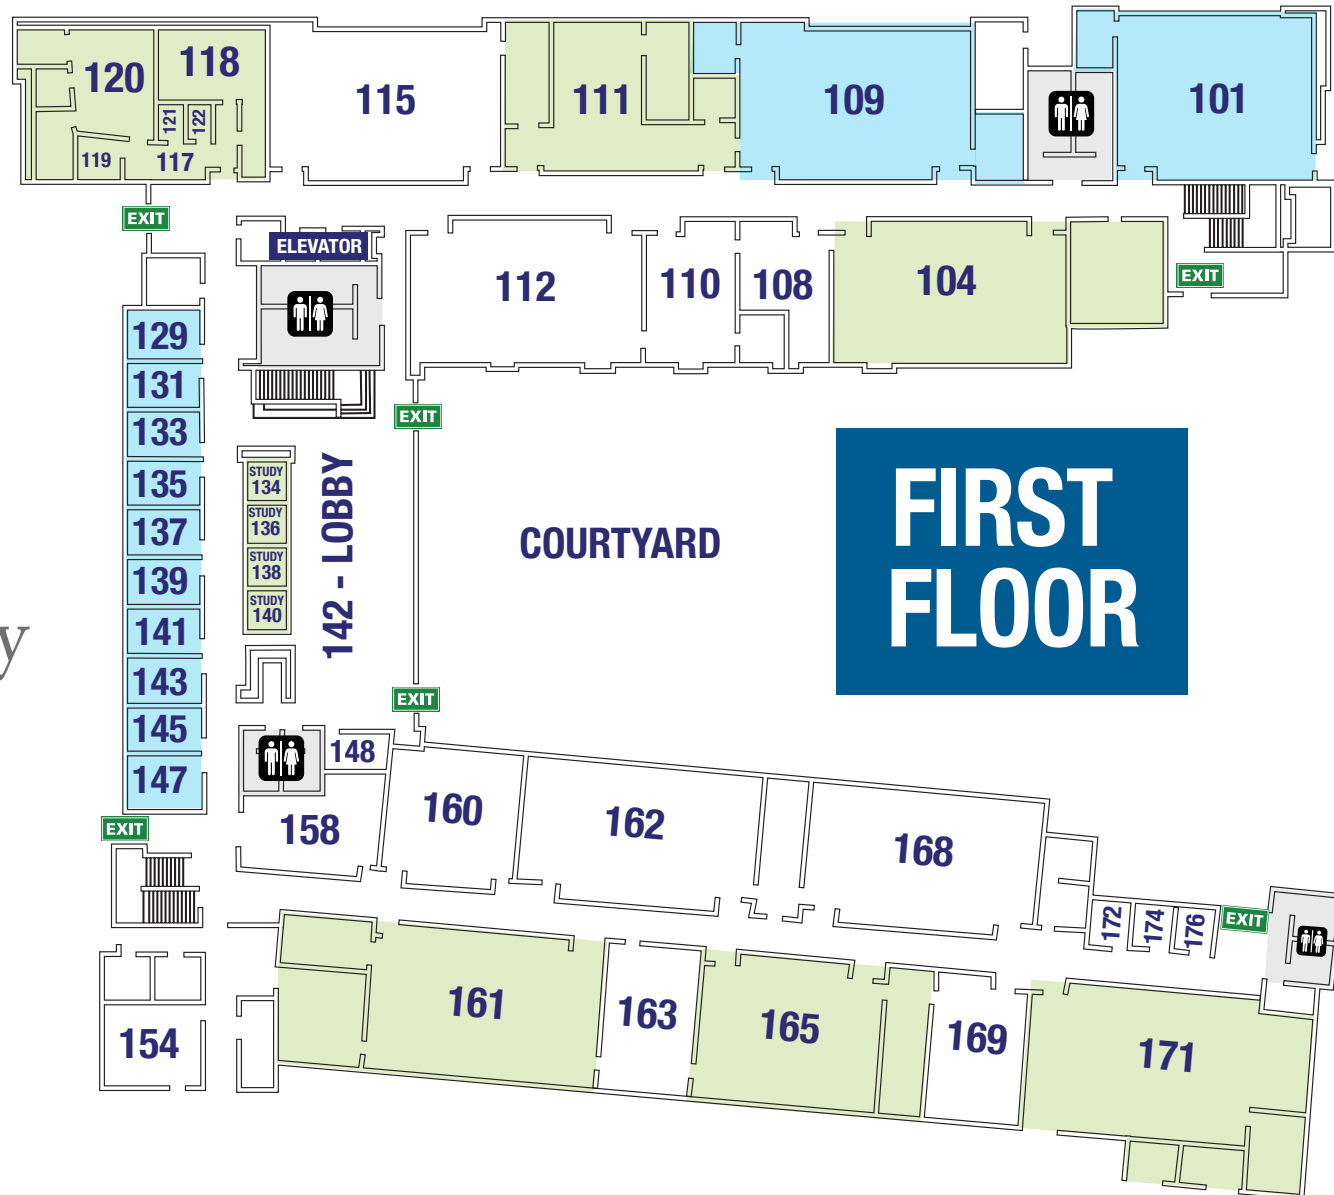 120
118
115
111
109
101
121
122
119
117
EXIT
ELEVATOR
112
110
108
104
EXIT
129
131
133
135
137
139
141
143
145
147
EXIT
STUDY
134
STUDY
136
STUDY
138
STUDY
140
142 - LOBBY
COURTYARD
FIRST
FLOOR
y
EXIT
148
158
160
162
168
EXIT
172
174
176
EXIT
154
161
163
165
169
171